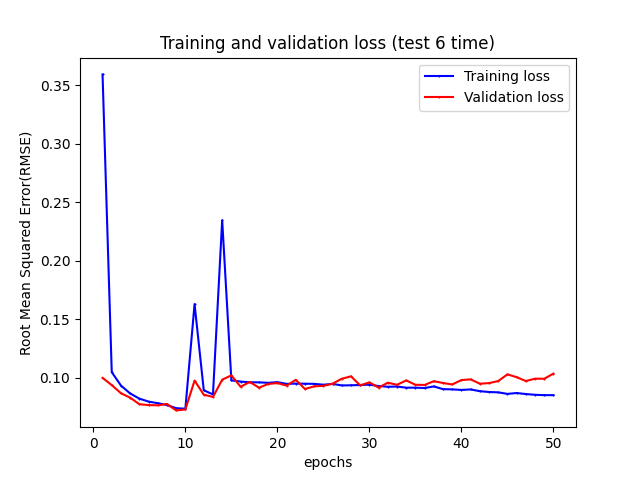 Training and validation loss (test 6 time)
Training loss
Validation loss
Root Mean Squared Error(RMSE)
0.35
0.30
0.25
0.20
0.15
0.10
0 10 20 30 40 50
epochs